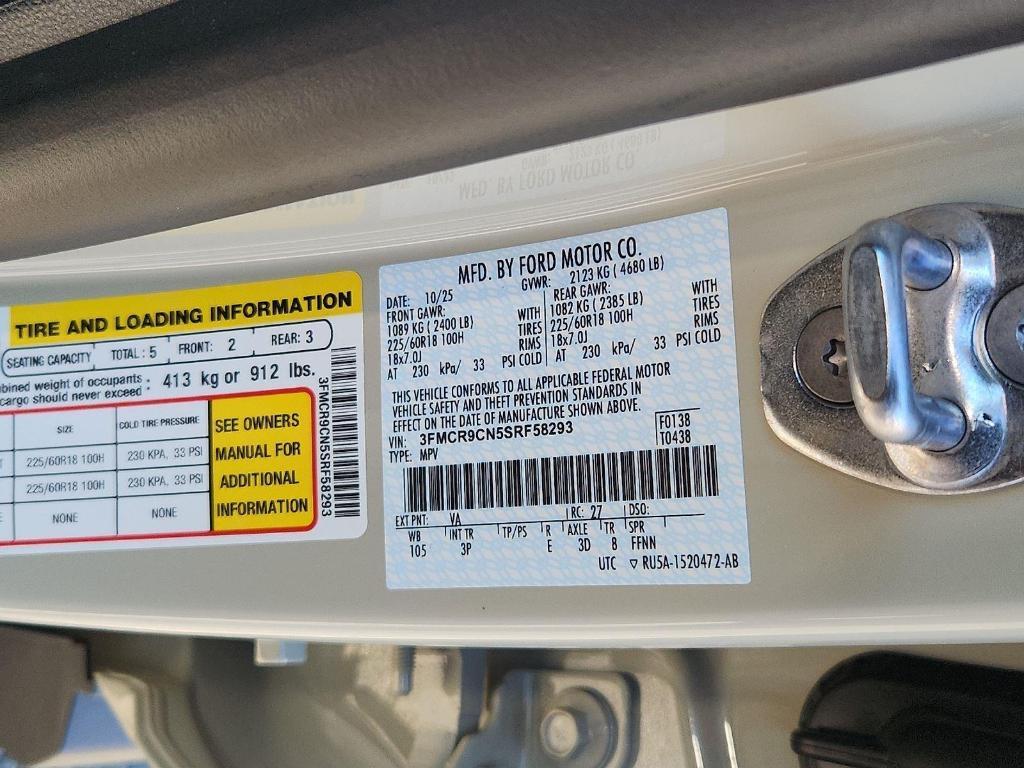 TIRE AND LOADING INFORMATION
SEATING CAPACITY TOTAL: 5 FRONT: 2 REAR: 3
weight of occupants : 413 kg or 912 lbs.
cargo should never exceed
SIZE COLD TIRE PRESSURE
225/60R18 100H 230 KPA, 33 PSI
225/60R18 100H 230 KPA, 33 PSI
NONE NONE
SEE OWNERS
MANUAL FOR
ADDITIONAL
INFORMATION
3FMCR9CN5SRF58293
MFD. BY FORD MOTOR CO.
DATE: 10/25 GVWR: 2123 KG ( 4680 LB)
FRONT GAWR:
1089 KG ( 2400 LB) WITH
225/60R18 100H TIRES
18x7.0J RIMS
AT 230 kPa/ 33 PSI COLD
REAR GAWR: WITH
1082 KG ( 2385 LB) TIRES
225/60R18 100H RIMS
18x7.0J
AT 230 kPa/ 33 PSI COLD
THIS VEHICLE CONFORMS TO ALL APPLICABLE FEDERAL MOTOR
VEHICLE SAFETY AND THEFT PREVENTION STANDARDS IN
EFFECT ON THE DATE OF MANUFACTURE SHOWN ABOVE.
VIN: 3FMCR9CN5SRF58293 F0138
TYPE: MPV T0438
EXT PNT: VA RC: 27 DSO:
WB INT TR TP/PS R AXLE TR SPR
105 3P E 3D 8 FFNN
UTC ▽ RU5A-1520472-AB